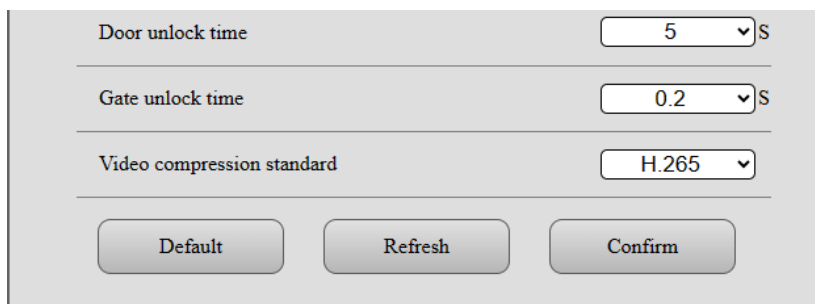 Door unlock time 5 S
Gate unlock time 0.2 S
Video compression standard H.265
Default Refresh Confirm